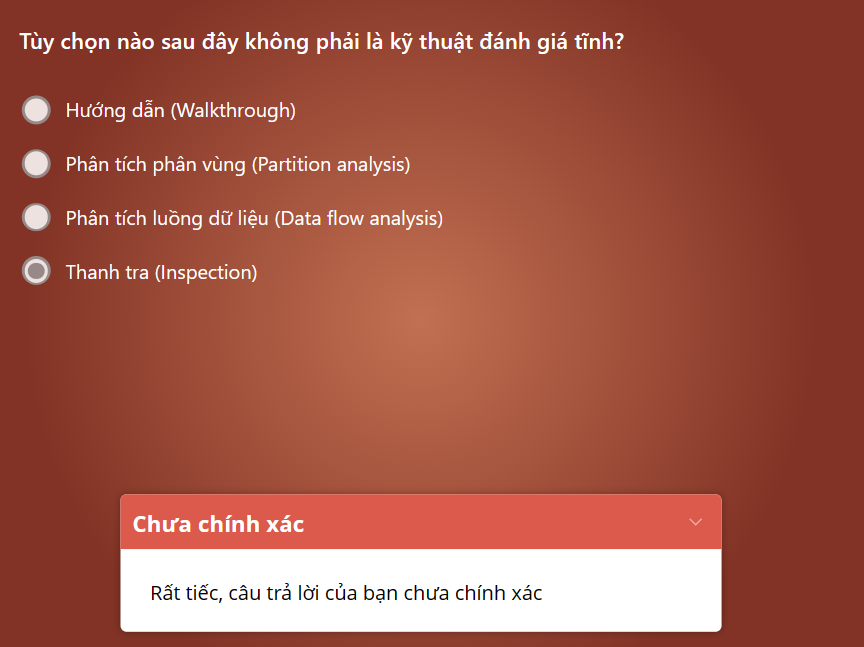 Tùy chọn nào sau đây không phải là kỹ thuật đánh giá tĩnh?
Hướng dẫn (Walkthrough)
Phân tích phân vùng (Partition analysis)
Phân tích luồng dữ liệu (Data flow analysis)
Thanh tra (Inspection)
Chưa chính xác
Rất tiếc, câu trả lời của bạn chưa chính xác